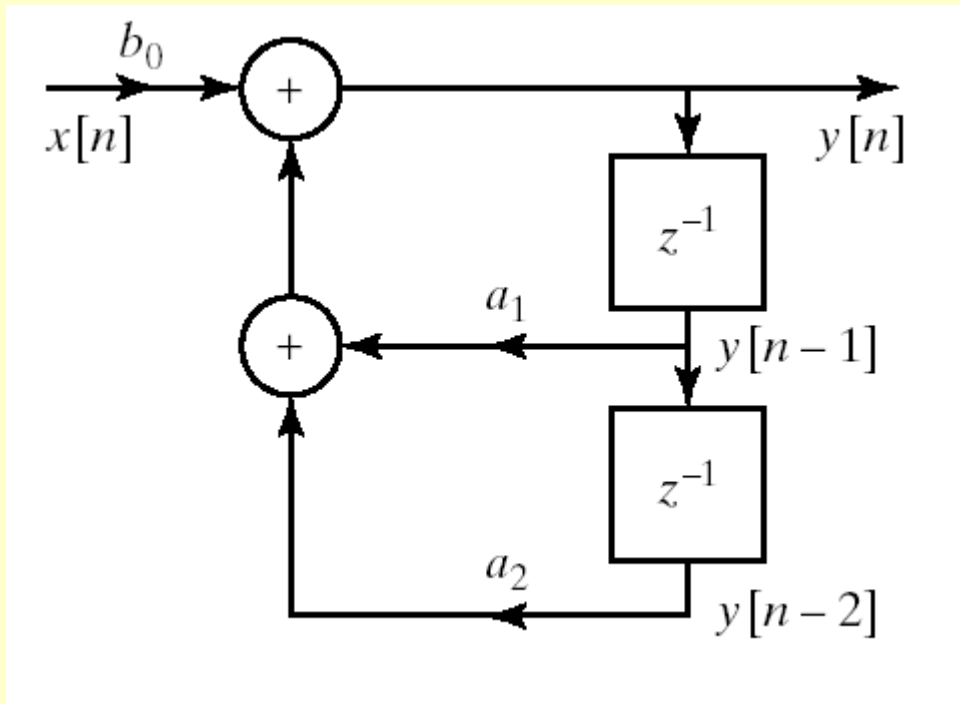 b₀
+
x[n]
y[n]
z⁻¹
a₁
+
y[n – 1]
z⁻¹
a₂
y[n – 2]